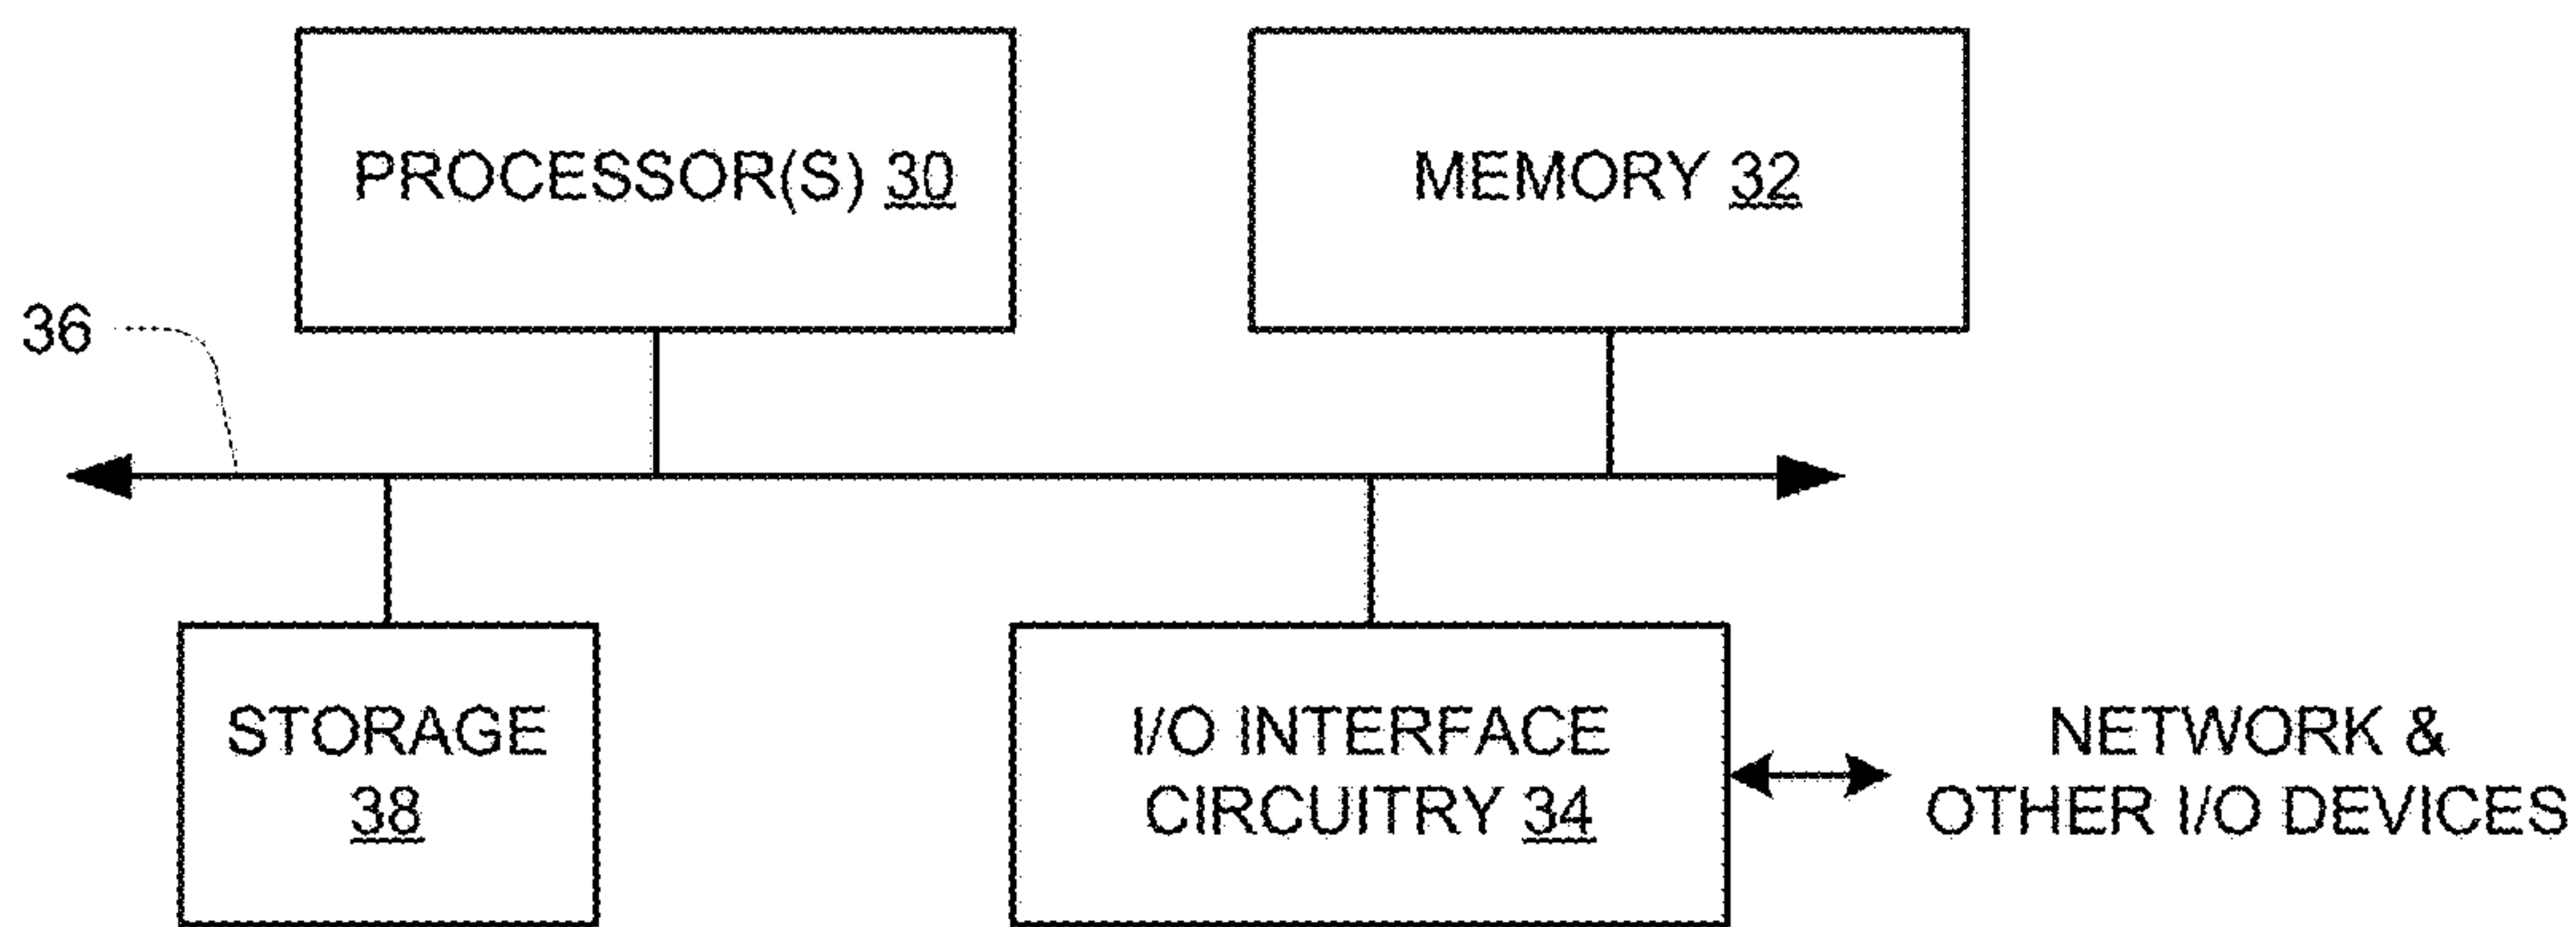 PROCESSOR(S) 30
MEMORY 32
36
STORAGE
38
I/O INTERFACE
CIRCUITRY 34
NETWORK &
OTHER I/O DEVICES